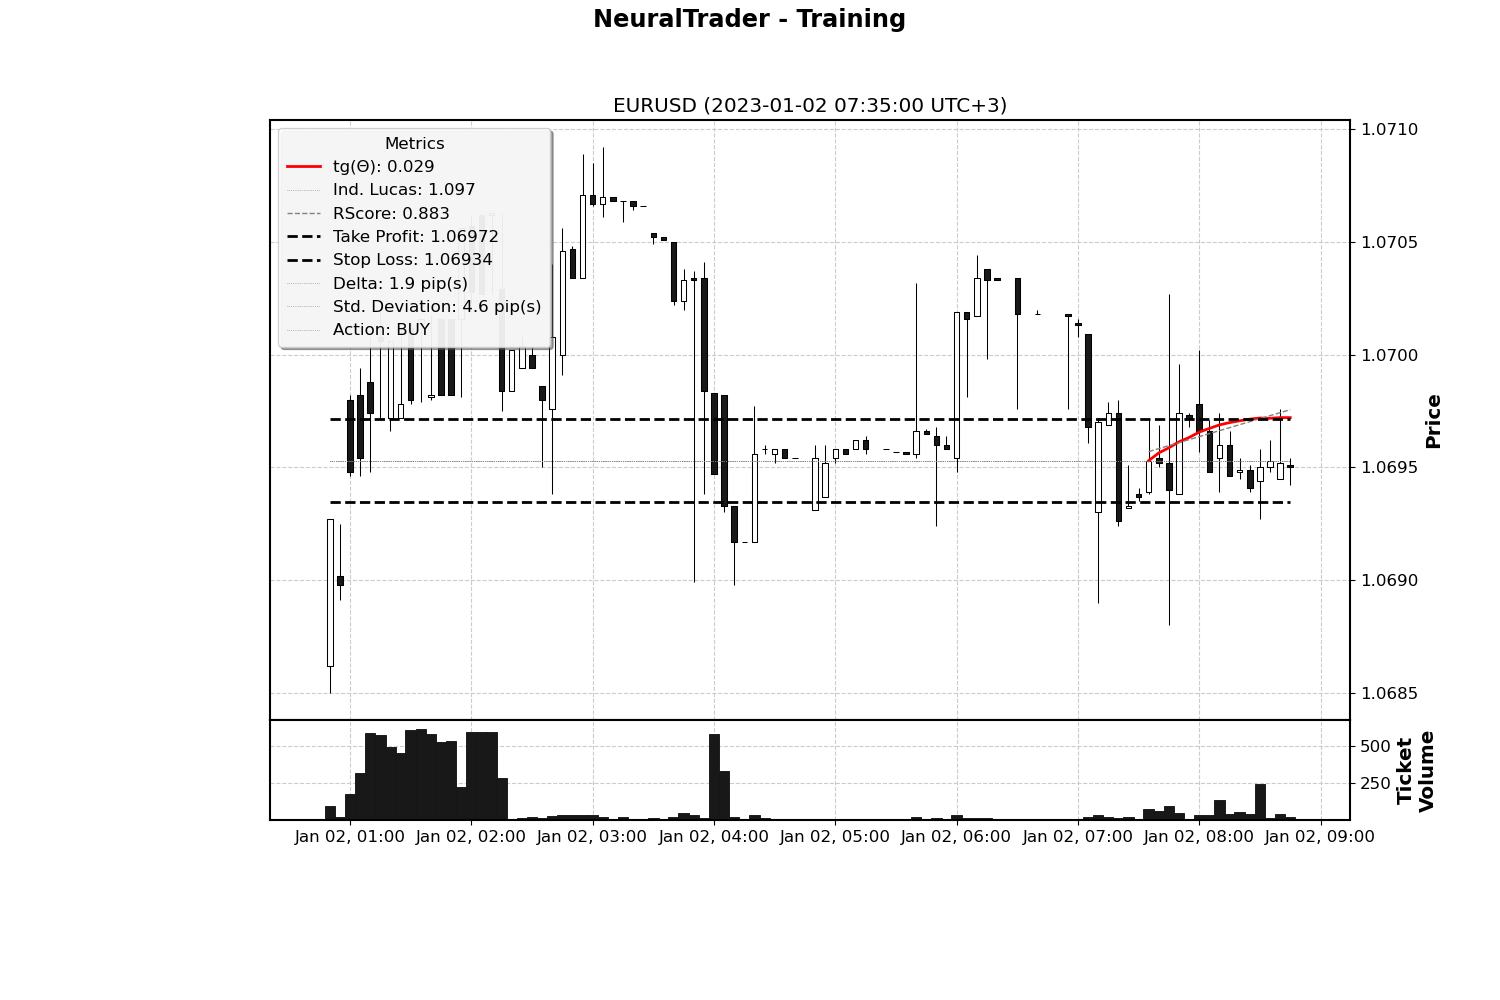 NeuralTrader - Training
EURUSD (2023-01-02 07:35:00 UTC+3)
Metrics
tg(Θ): 0.029
Ind. Lucas: 1.097
RScore: 0.883
Take Profit: 1.06972
Stop Loss: 1.06934
Delta: 1.9 pip(s)
Std. Deviation: 4.6 pip(s)
Action: BUY
1.0710
1.0705
1.0700
1.0695
1.0690
1.0685
Price
500
250
Ticket
Volume
Jan 02, 01:00 Jan 02, 02:00 Jan 02, 03:00 Jan 02, 04:00 Jan 02, 05:00 Jan 02, 06:00 Jan 02, 07:00 Jan 02, 08:00 Jan 02, 09:00